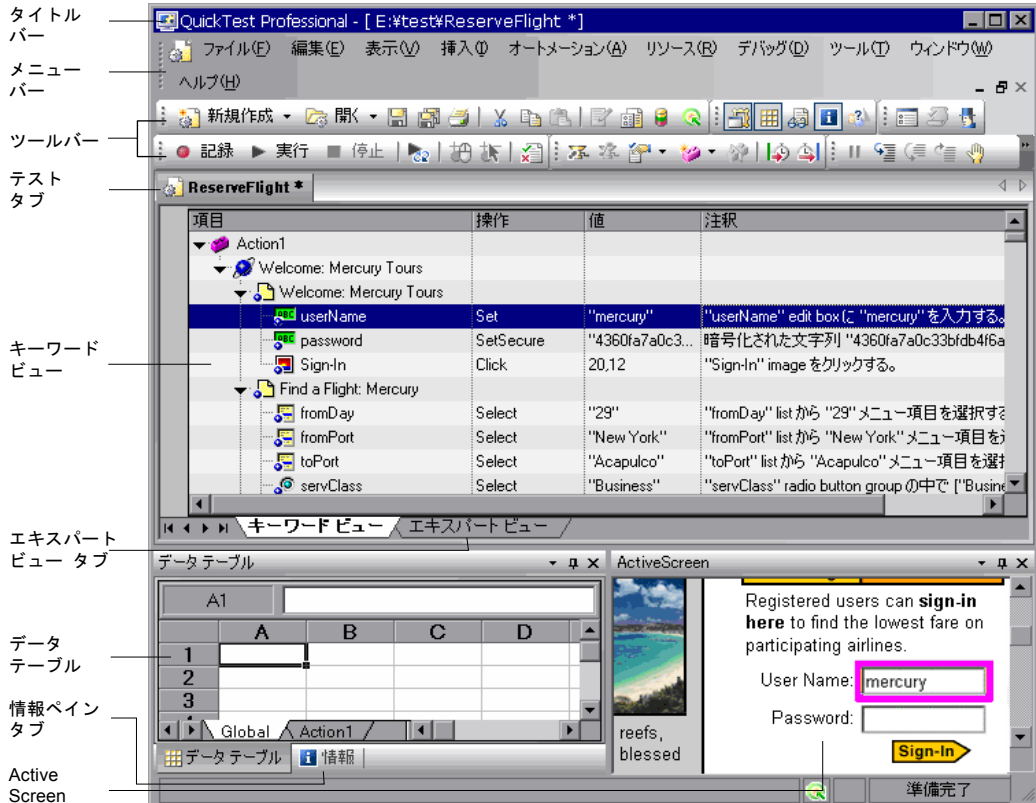 タイトル
バー
QuickTest Professional - [ E:¥test¥ReserveFlight *]
メニュー
バー
ファイル(F) 編集(E) 表示(V) 挿入(I) オートメーション(A) リソース(R) デバッグ(D) ツール(T) ウィンドウ(W)
ヘルプ(H)
ツールバー
新規作成 開く
記録 実行 停止
テスト
タブ
ReserveFlight *
項目 操作 値 注釈
Action1
Welcome: Mercury Tours
Welcome: Mercury Tours
userName Set "mercury" "userName" edit box に "mercury" を入力する。
password SetSecure "4360fa7a0c3... 暗号化された文字列 "4360fa7a0c33bfdb4f6a
Sign-In Click 20,12 "Sign-In" image をクリックする。
Find a Flight: Mercury
fromDay Select "29" "fromDay" list から "29" メニュー項目を選択す
fromPort Select "New York" "fromPort" list から "New York" メニュー項目を
toPort Select "Acapulco" "toPort" list から "Acapulco" メニュー項目を選
servClass Select "Business" "servClass" radio button group の中で ["Busine
キーワード
ビュー
キーワード ビュー エキスパート ビュー
エキスパート
ビュー タブ
データ テーブル
A1
A B C D
1
2
3
Global Action1
データ テーブル 情報
データ
テーブル
情報ペイン
タブ
Active
Screen
ActiveScreen
reefs,
blessed
Registered users can sign-in
here to find the lowest fare on
participating airlines.
User Name: mercury
Password:
Sign-In
準備完了